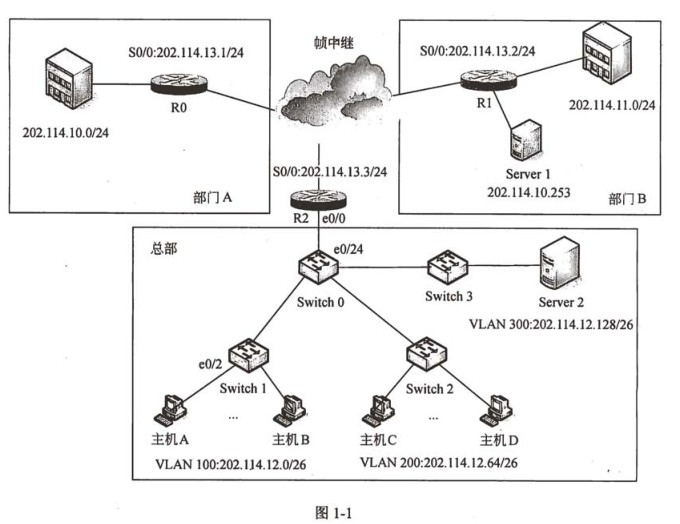 帧中继
S0/0:202.114.13.1/24
R0
202.114.10.0/24
部门A
S0/0:202.114.13.2/24
R1
202.114.11.0/24
Server 1
202.114.10.253
部门B
S0/0:202.114.13.3/24
R2
e0/0
总部
e0/24
Switch 0
Switch 3
Server 2
VLAN 300:202.114.12.128/26
e0/2
Switch 1
Switch 2
主机A
...
主机B
主机C
...
主机D
VLAN 100:202.114.12.0/26
VLAN 200:202.114.12.64/26
图 1-1